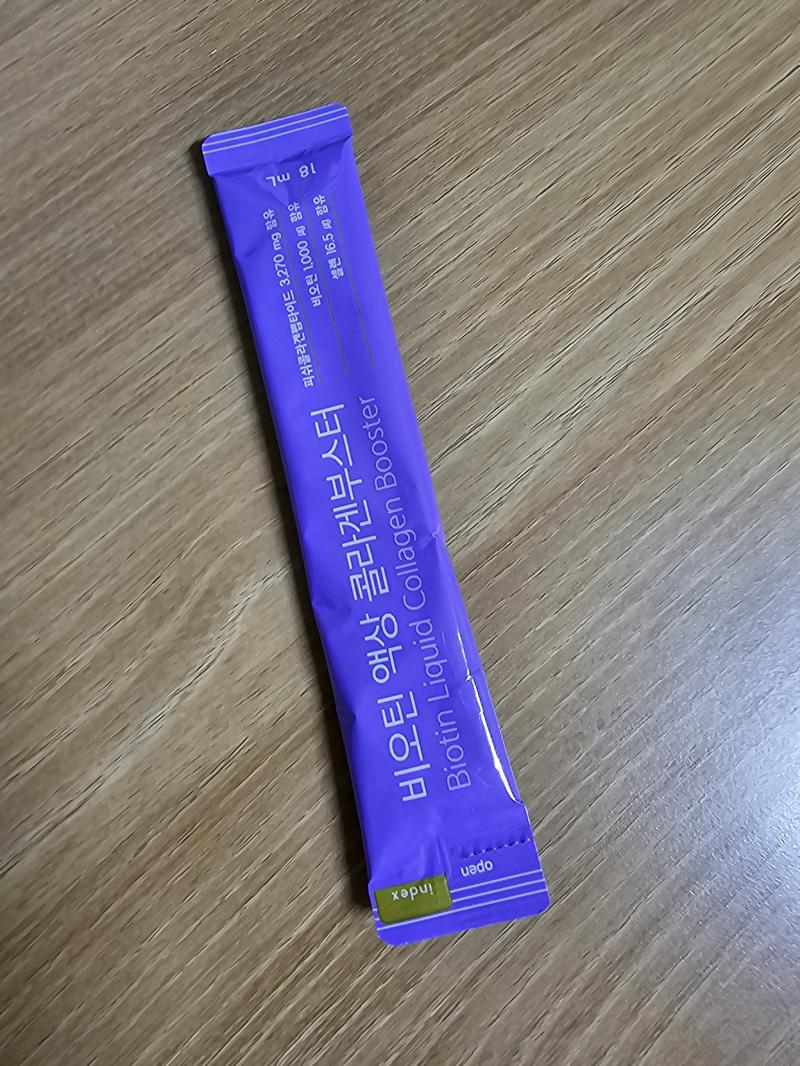 비오틴 액상 콜라겐부스터
Biotin Liquid Collagen Booster
피쉬콜라겐펩타이드 3,270 mg 함유
비오틴 1,000 ㎍ 함유
셀렌 16.5 ㎍ 함유
18 mL
open
index